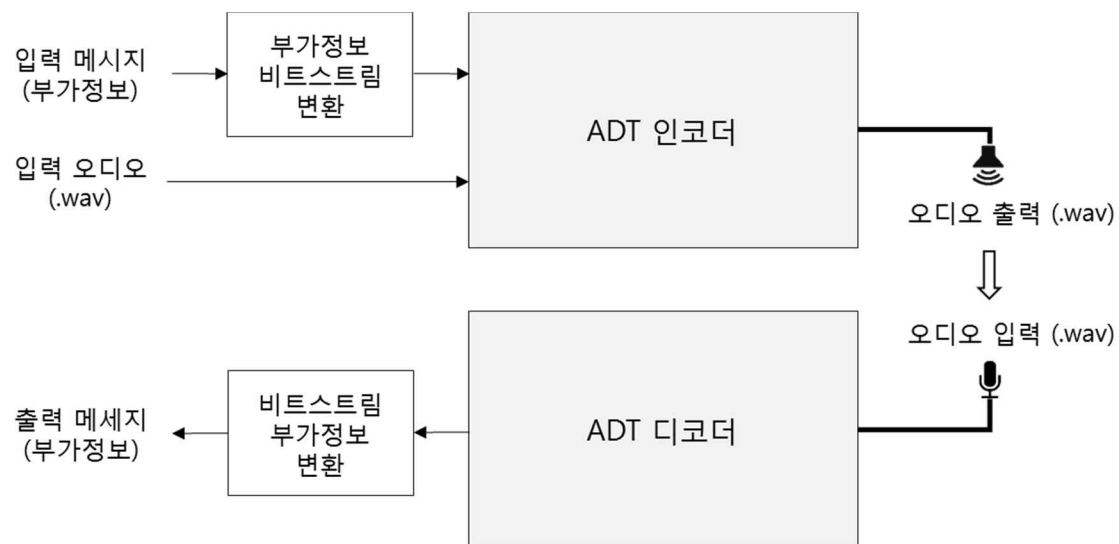 입력 메시지
(부가정보)
부가정보
비트스트림
변환
ADT 인코더
입력 오디오
(.wav)
오디오 출력 (.wav)
오디오 입력 (.wav)
출력 메세지
(부가정보)
비트스트림
부가정보
변환
ADT 디코더